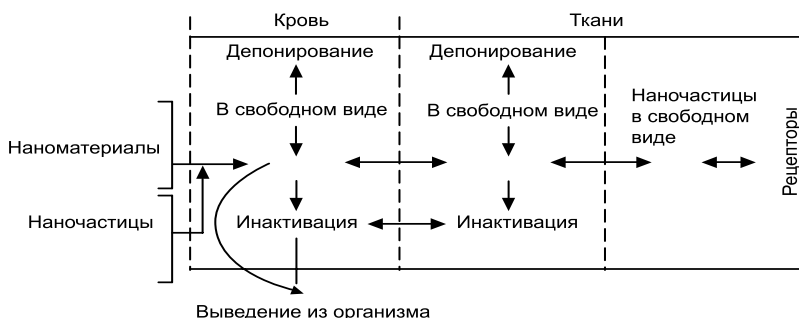 Кровь
Ткани
Депонирование
Депонирование
В свободном виде
В свободном виде
Наночастицы
в свободном
виде
Рецепторы
Наноматериалы
Наночастицы
Инактивация
Инактивация
Выведение из организма